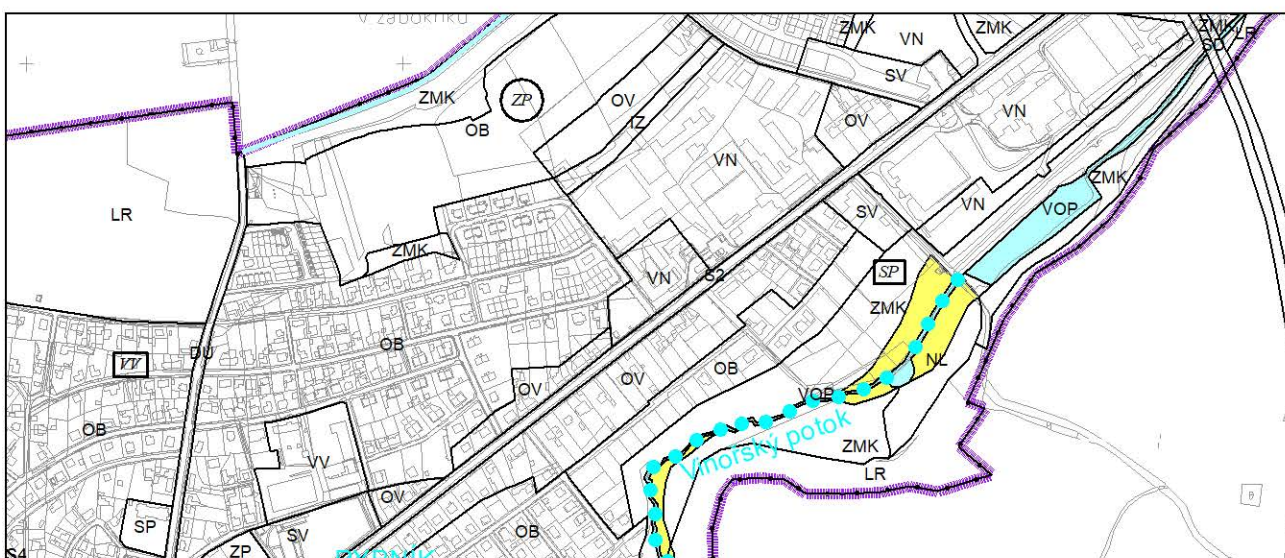 V zabokřiku
ZMK
LR
SD
ZMK
VN
ZMK
SV
ZMK
ZP
OV
OB
IZ
OV
VN
VN
LR
ZMK
SV
VN
VOP
ZMK
VN
S2
SP
ZMK
DU
OB
VV
OV
OV
OB
VOP
NL
OB
Vinořský potok
ZMK
LR
VV
OV
SP
SV
OB
ZP
S4